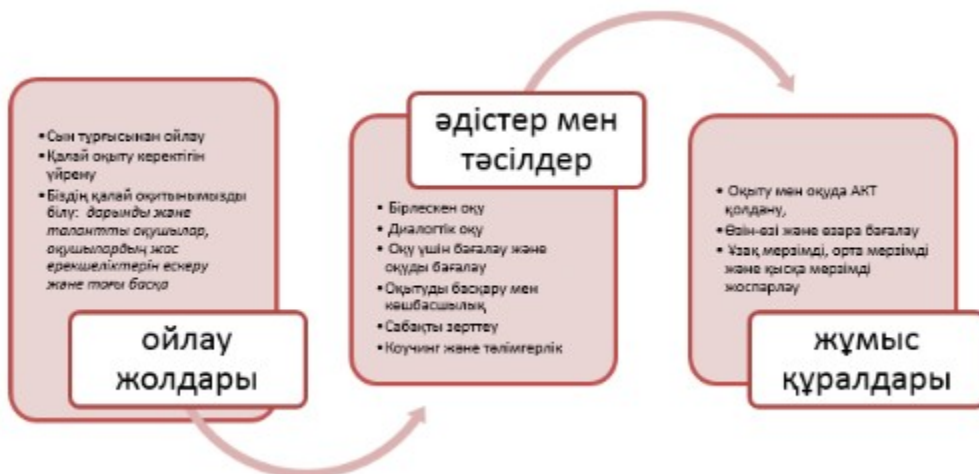 • Сын тұрғысынан ойлау
• Қалай оқыту керектігін
үйрену
• Біздің қалай оқитынымызды
білу: дарынды және
талантты оқушылар,
оқушылардың жас
ерекшеліктерін ескеру
және тағы басқа
ойлау
жолдары
әдістер мен
тәсілдер
• Бірлескен оқу
• Диалогтік оқу
• Оқу үшін бағалау және
оқуды бағалау
• Оқытуды басқару мен
көшбасшылық
• Сабақты зерттеу
• Коучинг және тәлімгерлік
• Оқыту мен оқуда АКТ
қолдану,
• Өзін-өзі және өзара бағалау
• Ұзақ мерзімді, орта мерзімді
және қысқа мерзімді
жоспарлау
жұмыс
құралдары